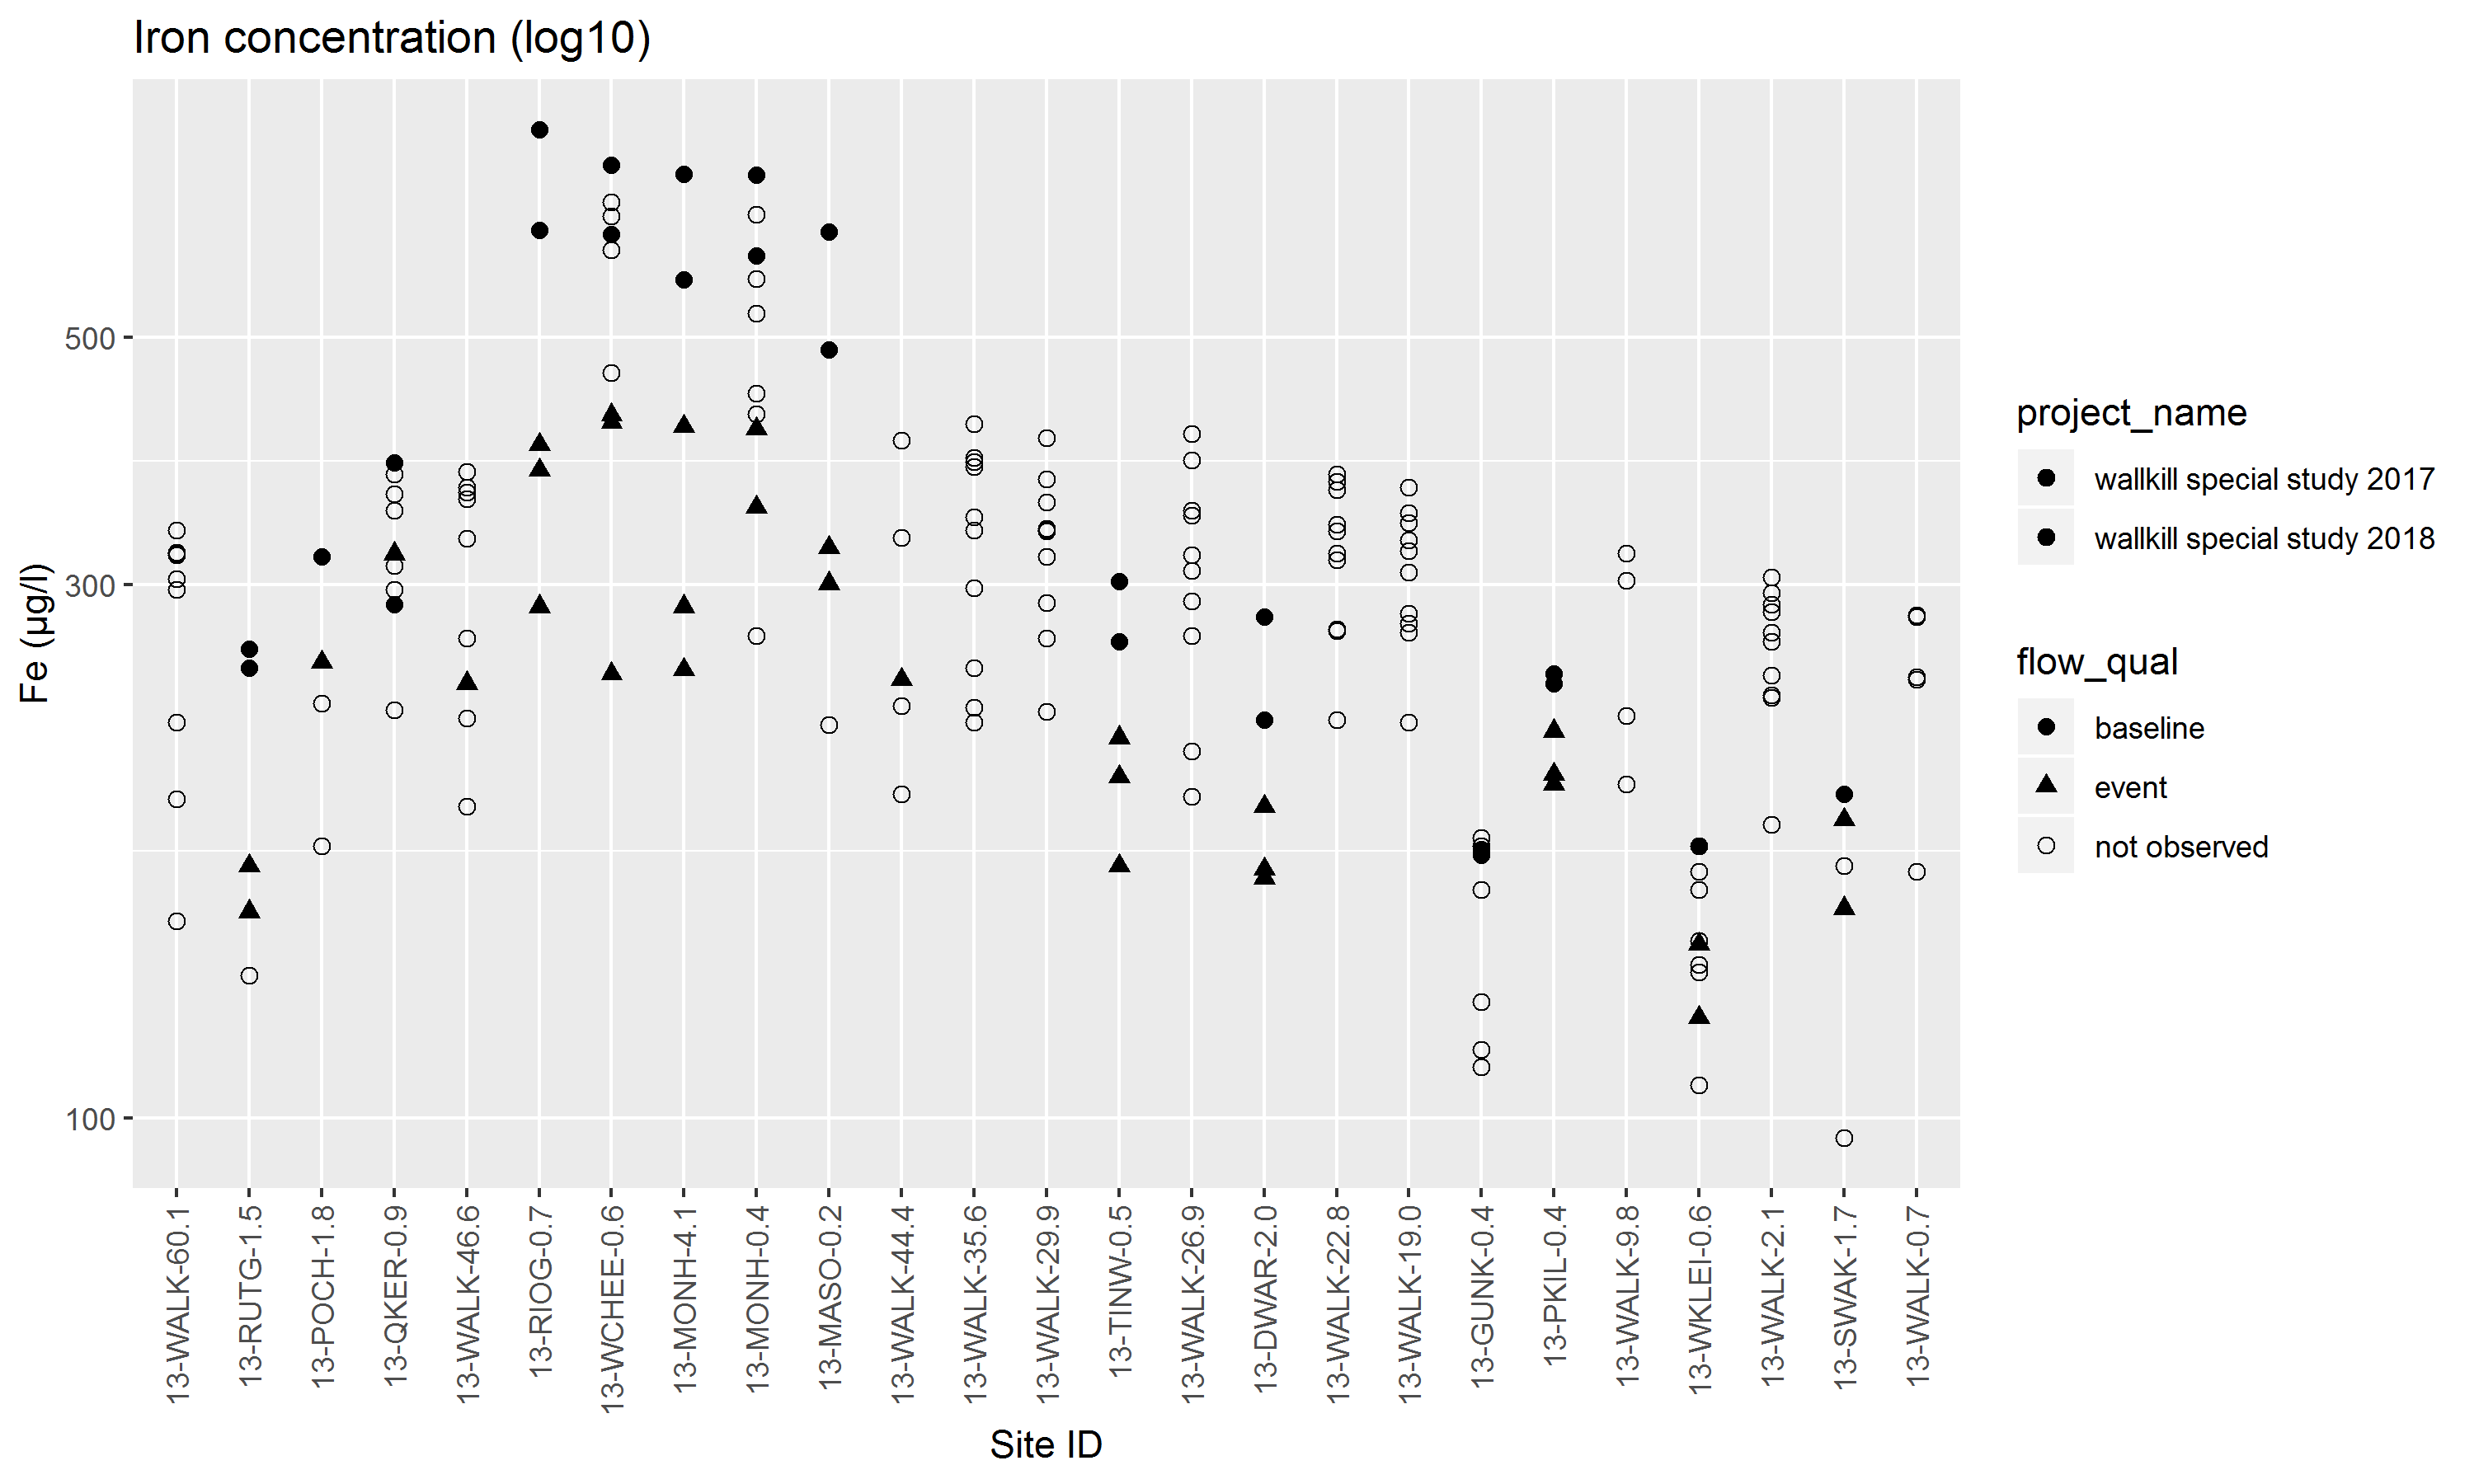 Iron concentration (log10)
500
300
100
Fe (µg/l)
13-WALK-60.1
13-RUTG-1.5
13-POCH-1.8
13-QKER-0.9
13-WALK-46.6
13-RIOG-0.7
13-WCHEE-0.6
13-MONH-4.1
13-MONH-0.4
13-MASO-0.2
13-WALK-44.4
13-WALK-35.6
13-WALK-29.9
13-TINW-0.5
13-WALK-26.9
13-DWAR-2.0
13-WALK-22.8
13-WALK-19.0
13-GUNK-0.4
13-PKIL-0.4
13-WALK-9.8
13-WKLEI-0.6
13-WALK-2.1
13-SWAK-1.7
13-WALK-0.7
Site ID
project_name
wallkill special study 2017
wallkill special study 2018
flow_qual
baseline
event
not observed